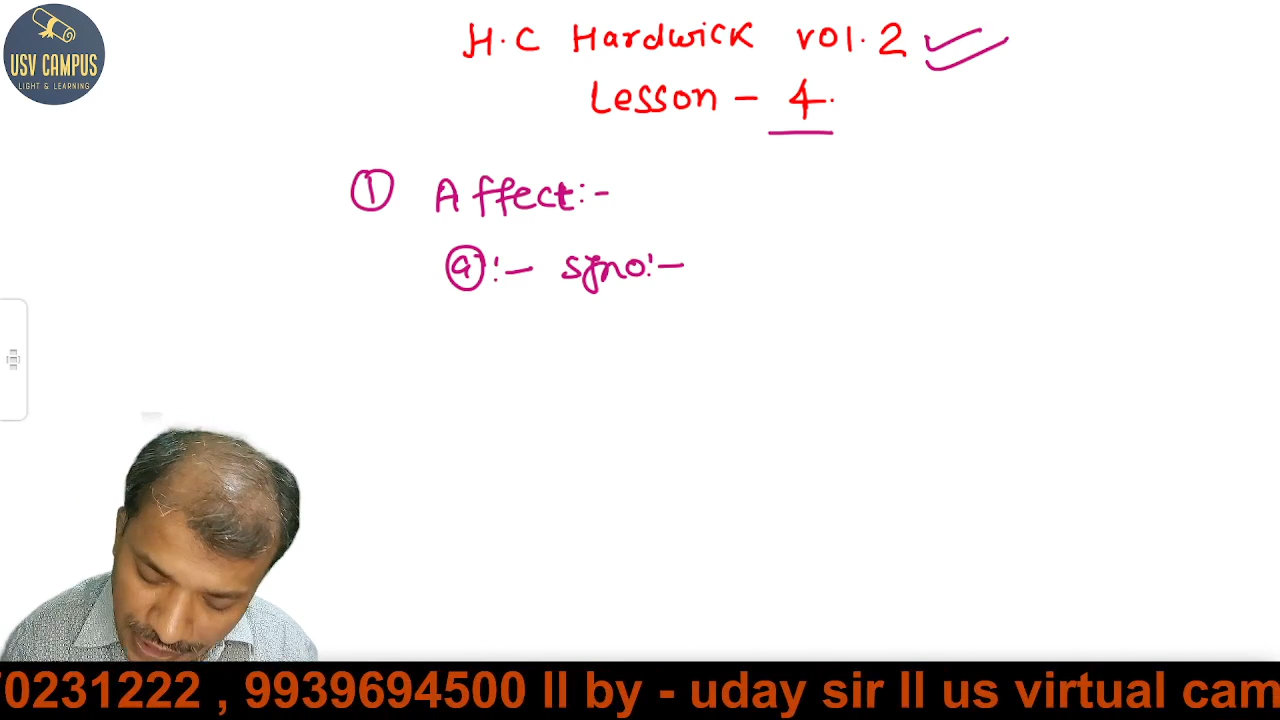 USV CAMPUS
LIGHT & LEARNING
H.C Hardwick vol.2
Lesson - 4.
① Affect:-
ⓐ:- syno:-
70231222 , 9939694500 ll by - uday sir ll us virtual cam